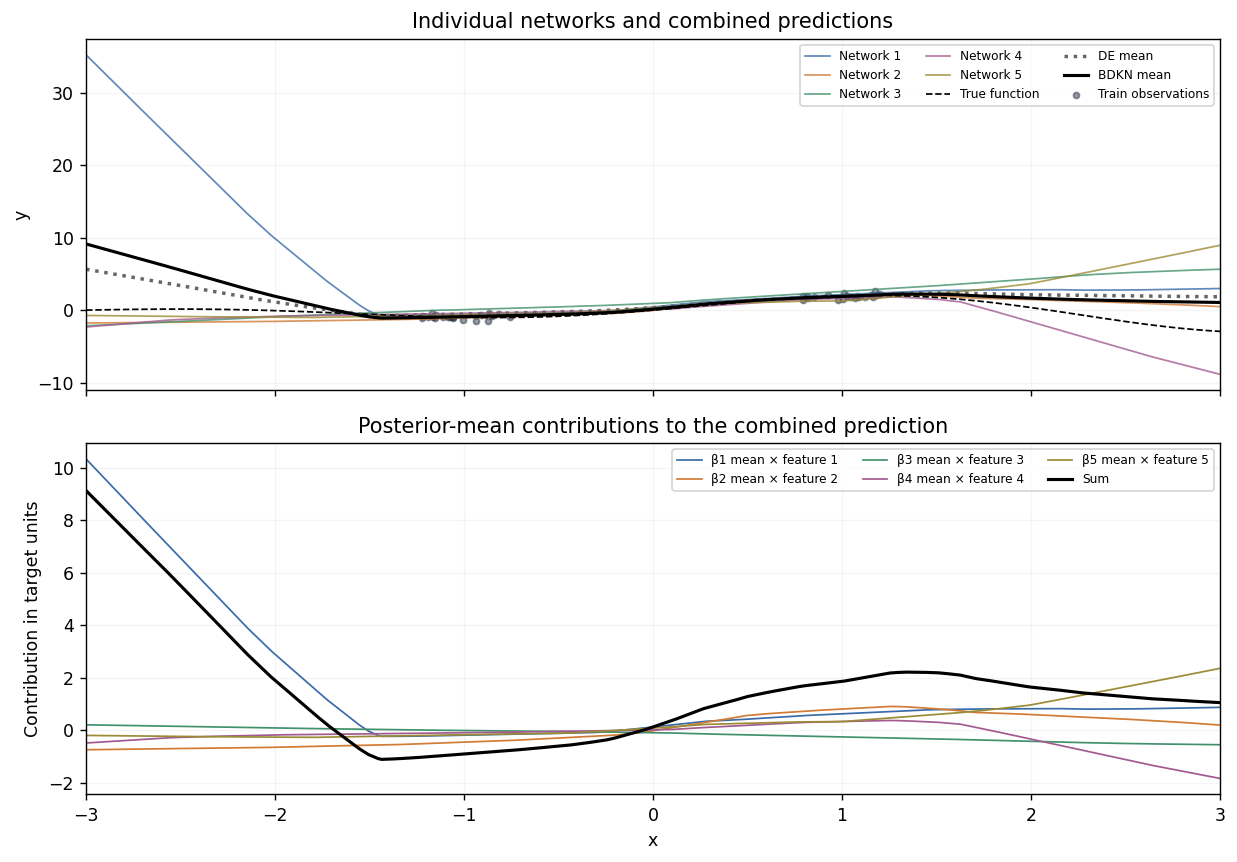 Individual networks and combined predictions
Network 1
Network 2
Network 3
Network 4
Network 5
True function
DE mean
BDKN mean
Train observations
30
20
10
0
−10
y
Posterior-mean contributions to the combined prediction
β1 mean × feature 1
β2 mean × feature 2
β3 mean × feature 3
β4 mean × feature 4
β5 mean × feature 5
Sum
10
8
6
4
2
0
−2
Contribution in target units
−3
−2
−1
0
1
2
3
x